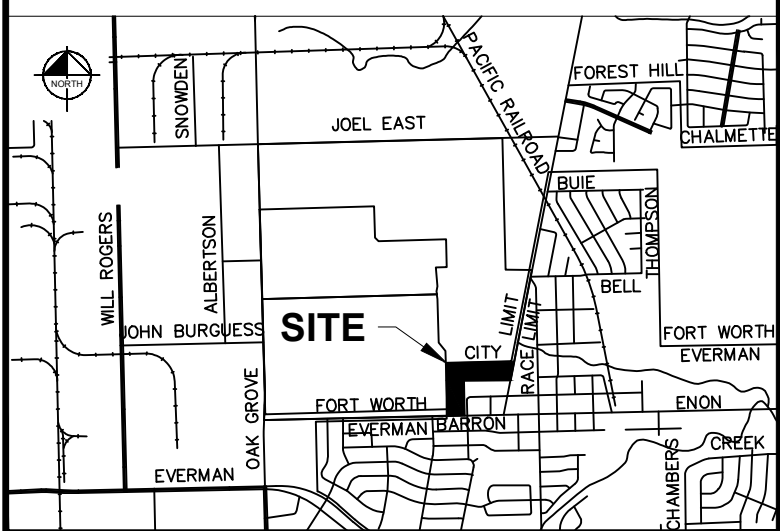 NORTH
SNOWDEN
PACIFIC RAILROAD
FOREST HILL
JOEL EAST
CHALMETTE
BUIE
THOMPSON
WILL ROGERS
ALBERTSON
BELL
JOHN BURGUESS
SITE
CITY
LIMIT
RACE LIMIT
FORT WORTH
EVERMAN
OAK GROVE
FORT WORTH
EVERMAN
BARRON
ENON
EVERMAN
CHAMBERS
CREEK